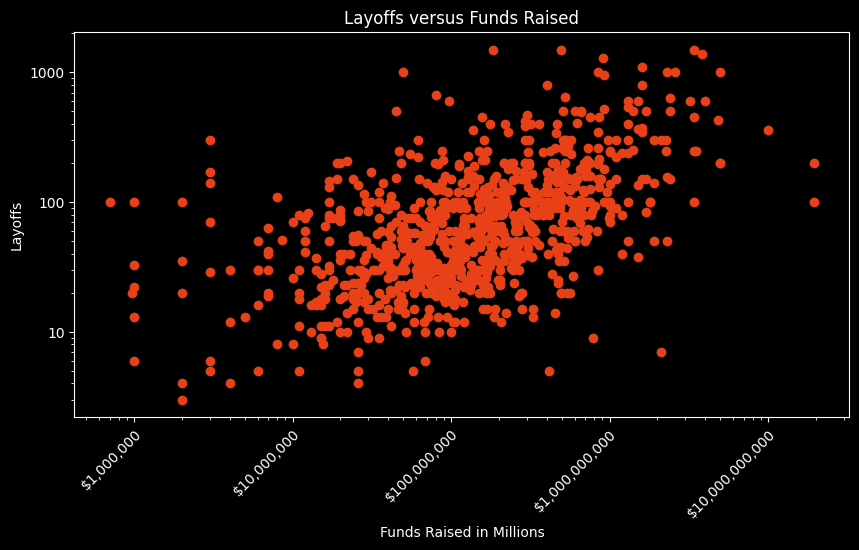 Layoffs versus Funds Raised
Layoffs
1000
100
10
$1,000,000
$10,000,000
$100,000,000
$1,000,000,000
$10,000,000,000
Funds Raised in Millions